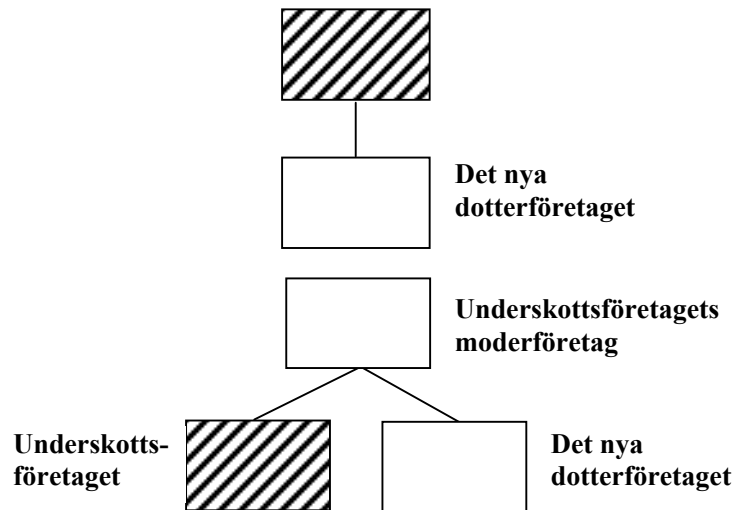 Det nya
dotterföretaget
Underskottsföretagets
moderföretag
Underskotts-
företaget
Det nya
dotterföretaget